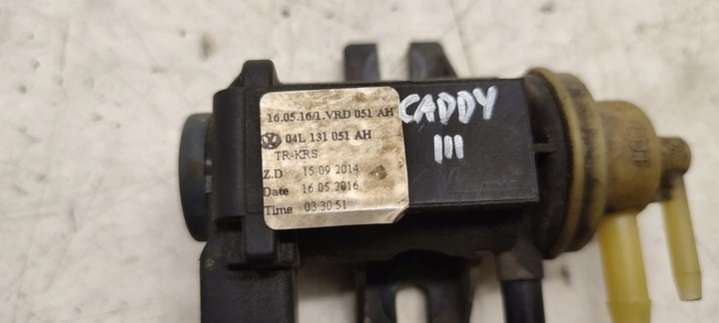 16.05.16/1.VRD 051 AH
04L 131 051 AH
TR-KRS
Z.D 15.09 2014
Date 16 05 2016
Time 03:30 51
CADDY
III